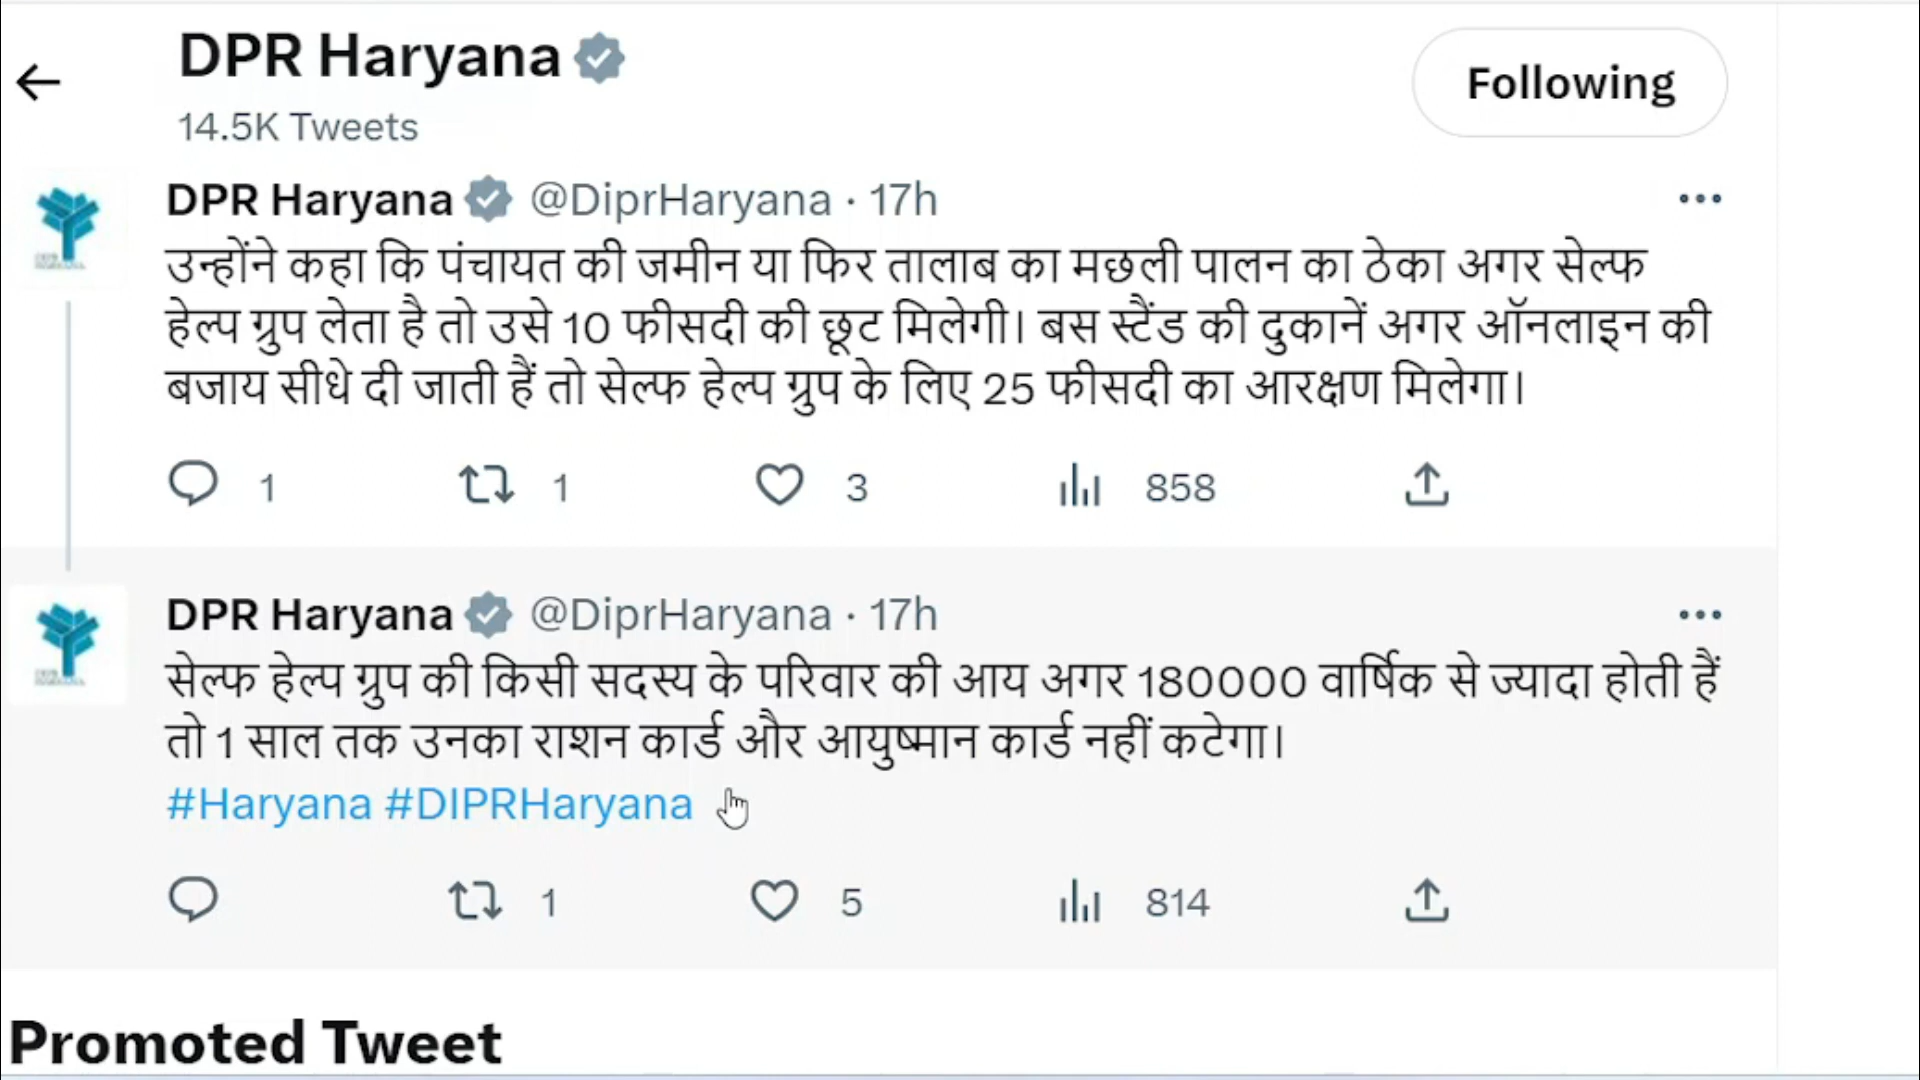 DPR Haryana
14.5K Tweets
Following
DPR Haryana @DiprHaryana · 17h
उन्होंने कहा कि पंचायत की जमीन या फिर तालाब का मछली पालन का ठेका अगर सेल्फ
हेल्प ग्रुप लेता है तो उसे 10 फीसदी की छूट मिलेगी। बस स्टैंड की दुकानें अगर ऑनलाइन की
बजाय सीधे दी जाती हैं तो सेल्फ हेल्प ग्रुप के लिए 25 फीसदी का आरक्षण मिलेगा।
1 1 3 858
DPR Haryana @DiprHaryana · 17h
सेल्फ हेल्प ग्रुप की किसी सदस्य के परिवार की आय अगर 180000 वार्षिक से ज्यादा होती हैं
तो 1 साल तक उनका राशन कार्ड और आयुष्मान कार्ड नहीं कटेगा।
#Haryana #DIPRHaryana
1 5 814
Promoted Tweet